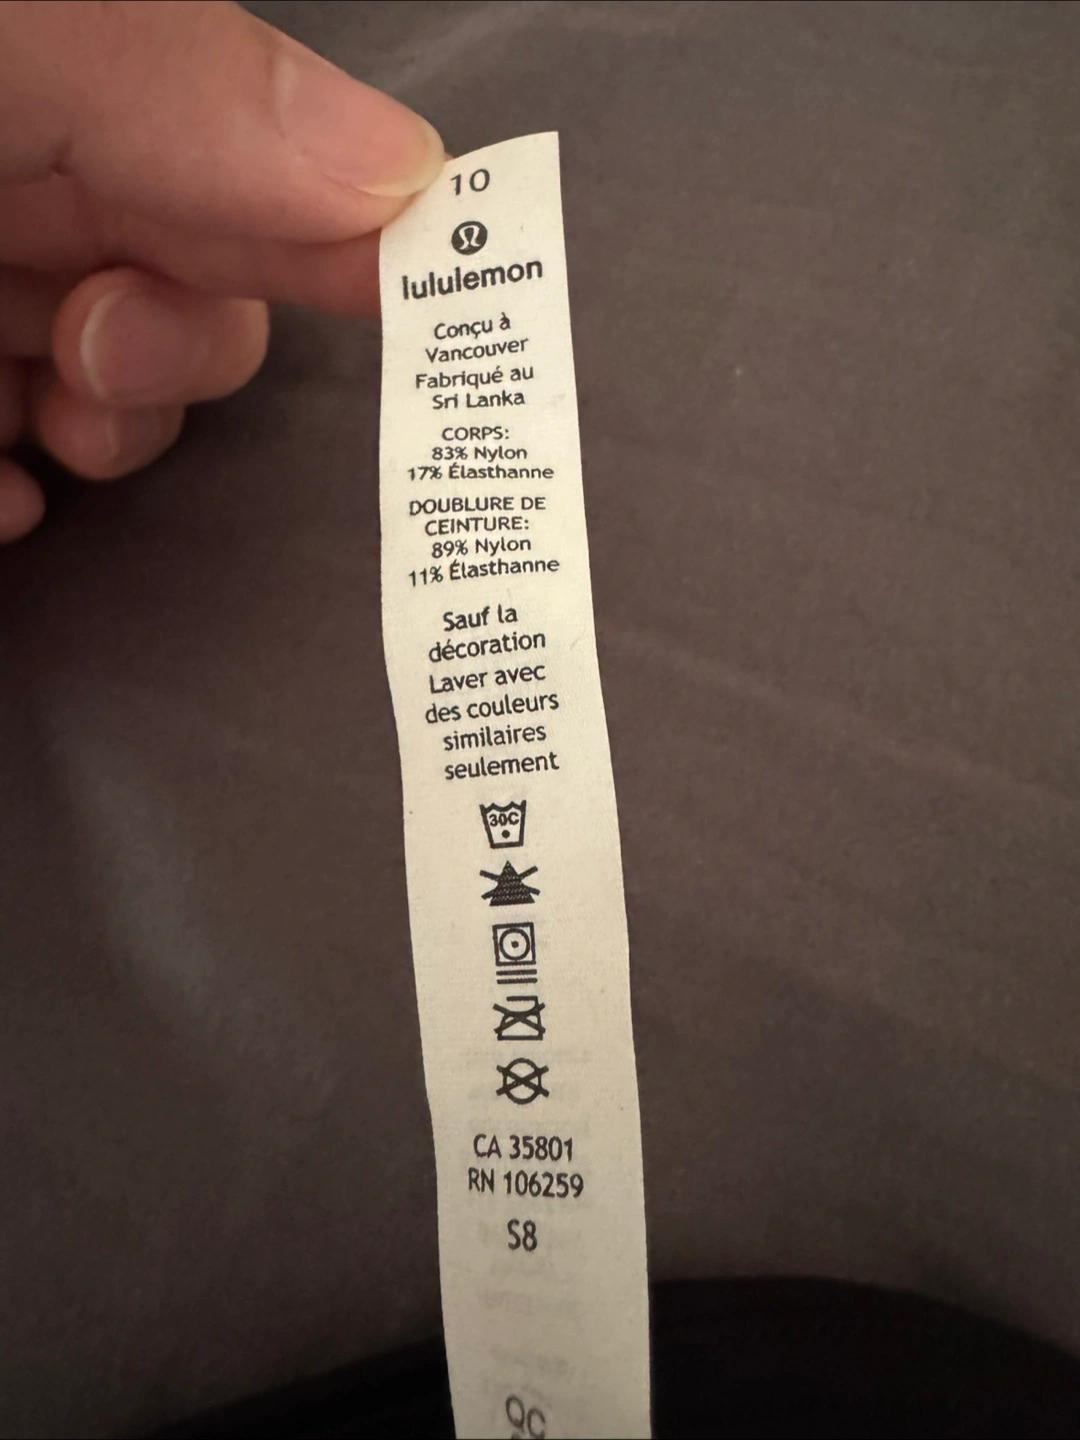 10
lululemon
Conçu à
Vancouver
Fabriqué au
Sri Lanka
CORPS:
83% Nylon
17% Élasthanne
DOUBLURE DE
CEINTURE:
89% Nylon
11% Élasthanne
Sauf la
décoration
Laver avec
des couleurs
similaires
seulement
30C
CA 35801
RN 106259
S8